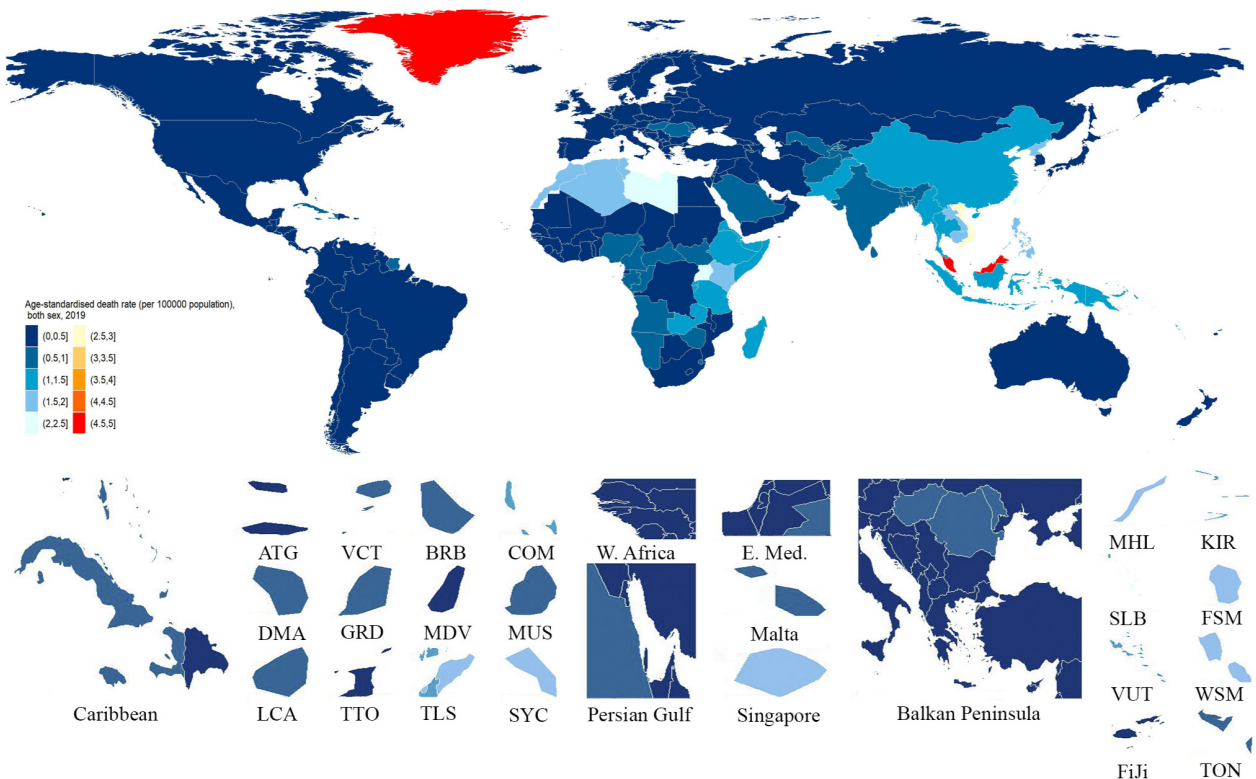 Age-standardised death rate (per 100000 population),
both sex, 2019
(0,0.5]
(0.5,1]
(1,1.5]
(1.5,2]
(2,2.5]
(2.5,3]
(3,3.5]
(3.5,4]
(4,4.5]
(4.5,5]
ATG VCT BRB COM W. Africa E. Med. MHL KIR
DMA GRD MDV MUS Malta SLB FSM
Caribbean LCA TTO TLS SYC Persian Gulf Singapore Balkan Peninsula VUT WSM
FiJi TON